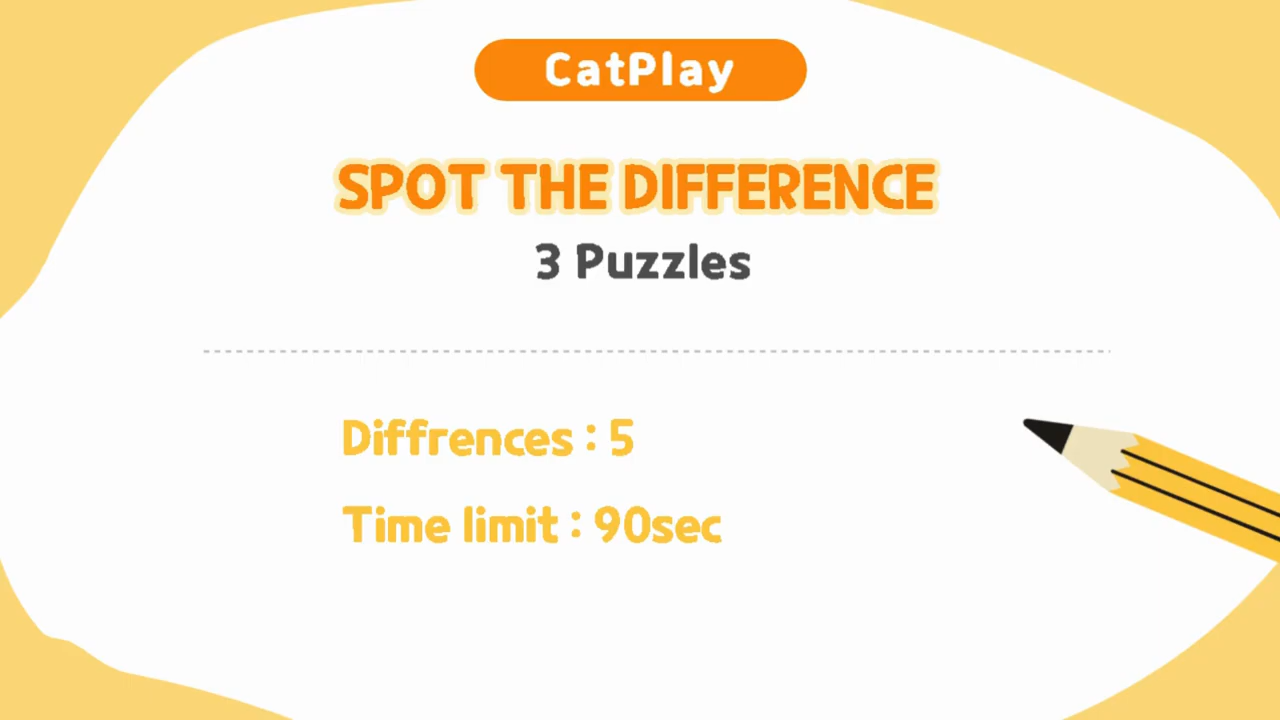 CatPlay
SPOT THE DIFFERENCE
3 Puzzles
Diffrences : 5
Time limit : 90sec